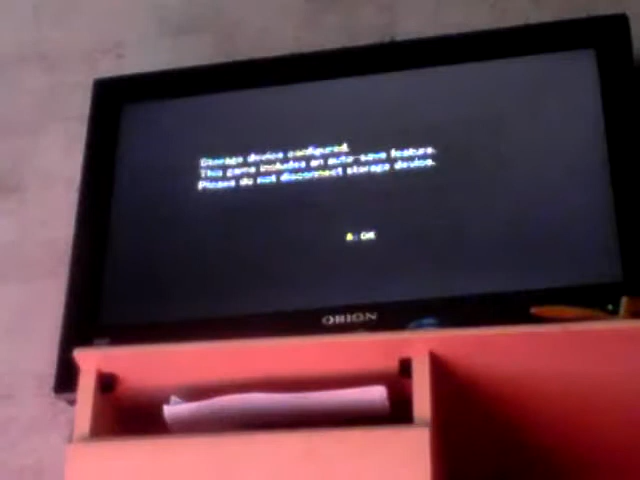 Storage device configured.
This game includes an auto-save feature.
Please do not disconnect storage device.
A: OK
ORION